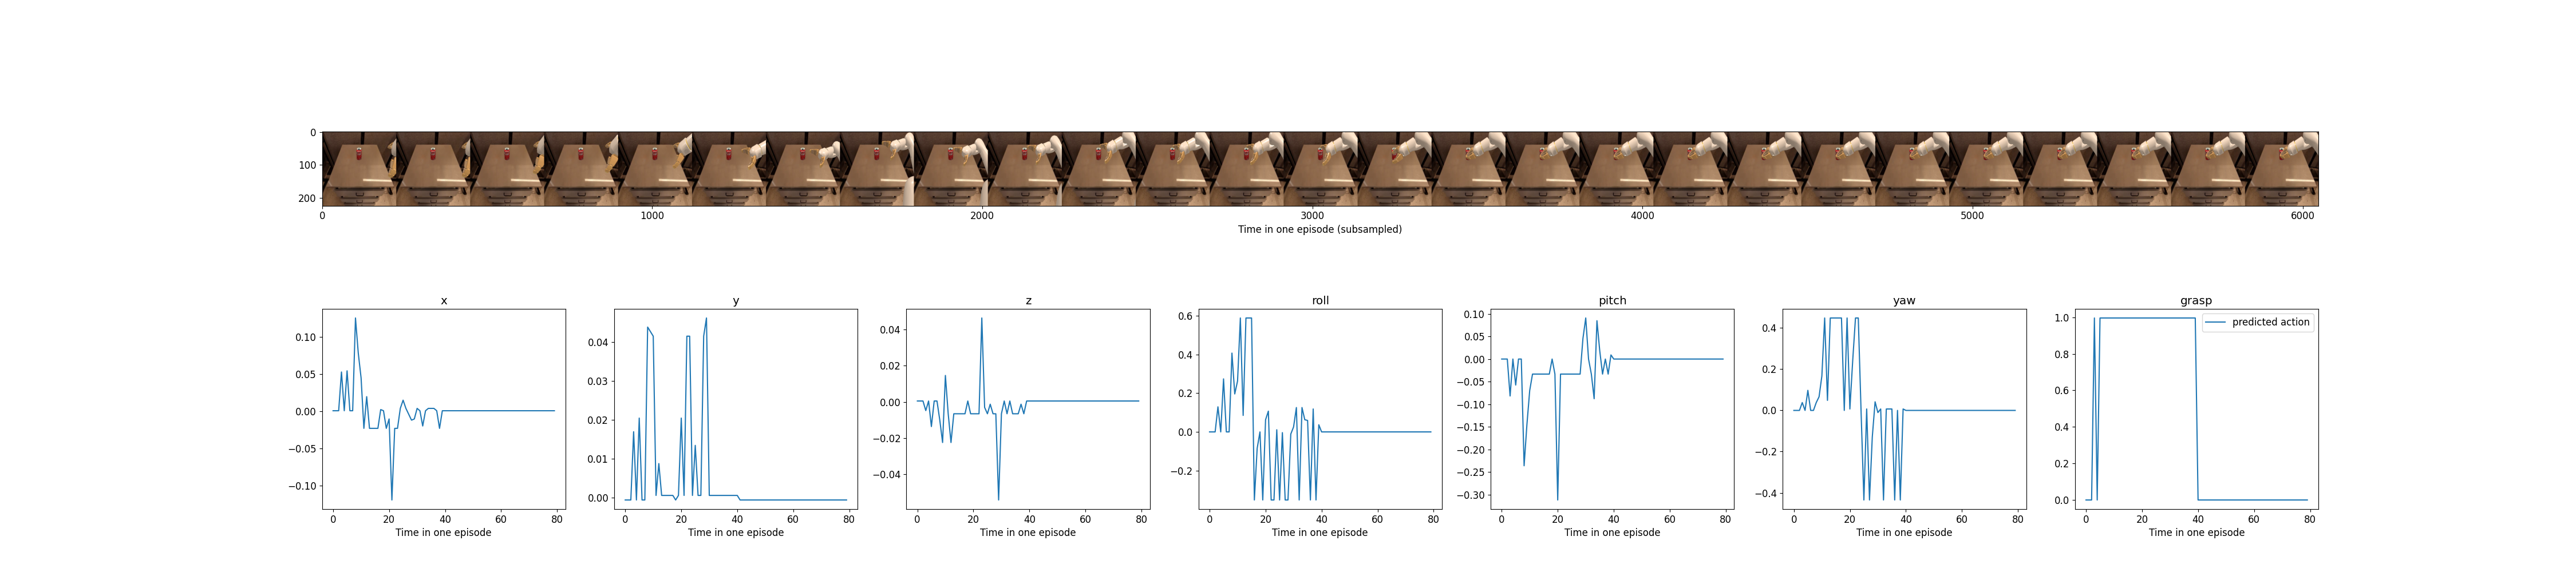 0
100
200
0 1000 2000 3000 4000 5000 6000
Time in one episode (subsampled)
x
0.10
0.05
0.00
−0.05
−0.10
0 20 40 60 80
Time in one episode
y
0.04
0.03
0.02
0.01
0.00
0 20 40 60 80
Time in one episode
z
0.04
0.02
0.00
−0.02
−0.04
0 20 40 60 80
Time in one episode
roll
0.6
0.4
0.2
0.0
−0.2
0 20 40 60 80
Time in one episode
pitch
0.10
0.05
0.00
−0.05
−0.10
−0.15
−0.20
−0.25
−0.30
0 20 40 60 80
Time in one episode
yaw
0.4
0.2
0.0
−0.2
−0.4
0 20 40 60 80
Time in one episode
grasp
predicted action
1.0
0.8
0.6
0.4
0.2
0.0
0 20 40 60 80
Time in one episode